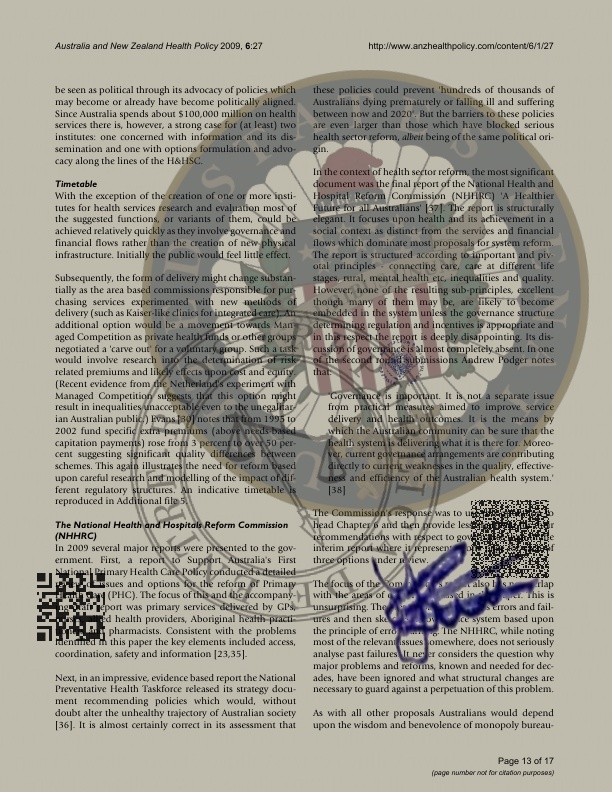 Australia and New Zealand Health Policy 2009, 6:27
http://www.anzhealthpolicy.com/content/6/1/27
be seen as political through its advocacy of policies which
may become or already have become politically aligned.
Since Australia spends about $100,000 million on health
services there is, however, a strong case for (at least) two
institutes: one concerned with information and its dis-
semination and one with options formulation and advo-
cacy along the lines of the H&HSC.
Timetable
With the exception of the creation of one or more insti-
tutes for health services research and evaluation most of
the suggested functions, or variants of them, could be
achieved relatively quickly as they involve governance and
financial flows rather than the creation of new physical
infrastructure. Initially the public would feel little effect.
Subsequently, the form of delivery might change substan-
tially as the area based commissions responsible for pur-
chasing services experimented with new methods of
delivery (such as Kaiser-like clinics for integrated care). An
additional option would be a movement towards Man-
aged Competition as private health funds or other groups
negotiated a 'carve out' for a voluntary group. Such a task
would involve research into the determination of risk
related premiums and likely effects upon cost and equity.
(Recent evidence from the Netherland's experiment with
Managed Competition suggests that this option might
result in inequalities unacceptable even to the unegalitar-
ian Australian public.) Evans [30] notes that from 1995 to
2002 fund specific extra premiums (above needs-based
capitation payments) rose from 3 percent to over 50 per-
cent suggesting significant quality differences between
schemes. This again illustrates the need for reform based
upon careful research and modelling of the impact of dif-
ferent regulatory structures. An indicative timetable is
reproduced in Additional file 5.
The National Health and Hospitals Reform Commission
(NHHRC)
In 2009 several major reports were presented to the gov-
ernment. First, a report to Support Australia's First
National Primary Health Care Policy conducted a detailed
issues and options for the reform of Primary
(PHC). The focus of this and the accompany-
report was primary services delivered by GPs,
health providers, Aboriginal health practi-
pharmacists. Consistent with the problems
identified in this paper the key elements included access,
coordination, safety and information [23,35].
Next, in an impressive, evidence based report the National
Preventative Health Taskforce released its strategy docu-
ment recommending policies which would, without
doubt alter the unhealthy trajectory of Australian society
[36]. It is almost certainly correct in its assessment that
these policies could prevent 'hundreds of thousands of
Australians dying prematurely or falling ill and suffering
between now and 2020'. But the barriers to these policies
are even larger than those which have blocked serious
health sector reform, albeit being of the same political ori-
gin.
In the context of health sector reform, the most significant
document was the final report of the National Health and
Hospital Reform Commission (NHHRC) 'A Healthier
Future for all Australians' [37]. The report is structurally
elegant. It focuses upon health and its achievement in a
social context as distinct from the services and financial
flows which dominate most proposals for system reform.
The report is structured according to important and piv-
otal principles - connecting care, care at different life
stages, rural, mental health etc, inequalities and quality.
However, none of the resulting sub-principles, excellent
though many of them may be, are likely to become
embedded in the system unless the governance structure
determining regulation and incentives is appropriate and
in this respect the report is deeply disappointing. Its dis-
cussion of governance is almost completely absent. In one
of the second round submissions Andrew Podger notes
that:
'Governance is important. It is not a separate issue
from practical measures aimed to improve service
delivery and health outcomes. It is the means by
which the Australian community can be sure that the
health system is delivering what it is there for. Moreo-
ver, current governance arrangements are contributing
directly to current weaknesses in the quality, effective-
ness and efficiency of the Australian health system.'
[38]
The Commission's response was to
head Chapter 6 and then provide less
recommendations with respect to
interim report where it
three options under review.
The focus of the
with the areas of
unsurprising. The errors and fail-
ures and then system based upon
the principle of error The NHHRC, while noting
most of the relevant issues somewhere, does not seriously
analyse past failures. It never considers the question why
major problems and reforms, known and needed for dec-
ades, have been ignored and what structural changes are
necessary to guard against a perpetuation of this problem.
As with all other proposals Australians would depend
upon the wisdom and benevolence of monopoly bureau-
Page 13 of 17
(page number not for citation purposes)